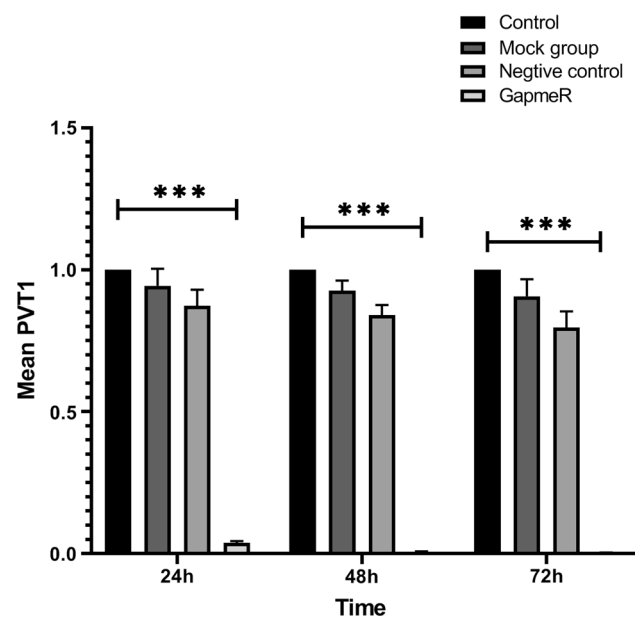 Control
Mock group
Negtive control
GapmeR
1.5
***
***
***
1.0
Mean PVT1
0.5
0.0
24h 48h 72h
Time